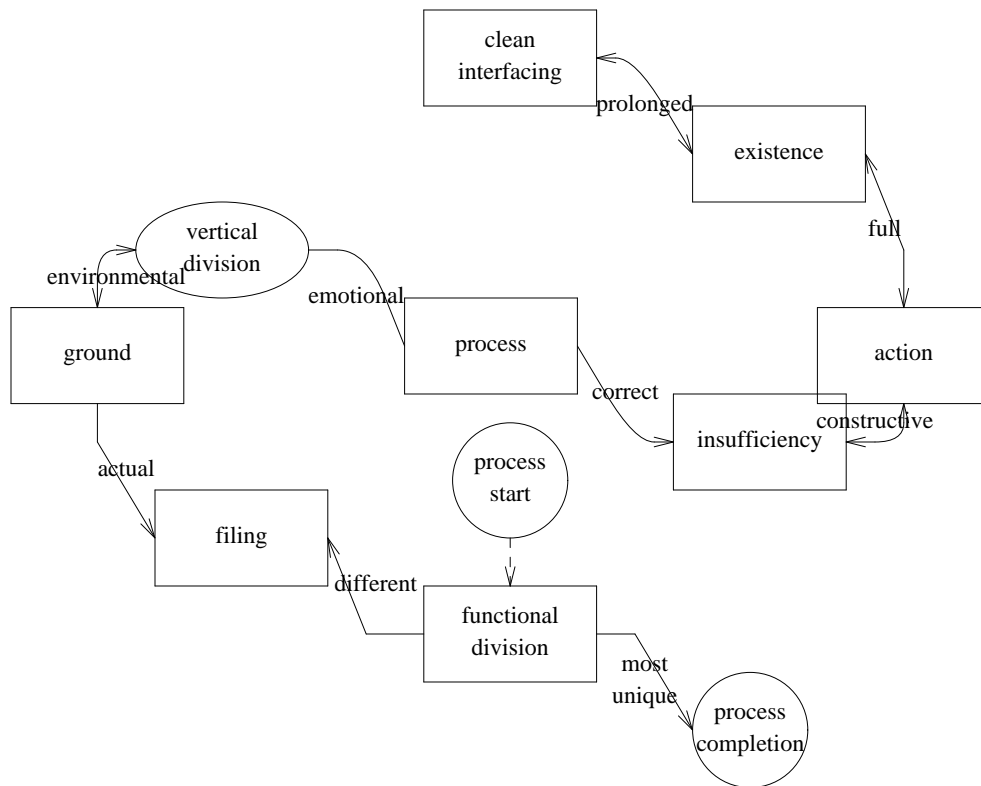 clean
interfacing
prolonged
existence
vertical
division
full
environmental
emotional
ground
process
action
correct
constructive
insufficiency
process
start
actual
filing
different
functional
division
most
unique
process
completion